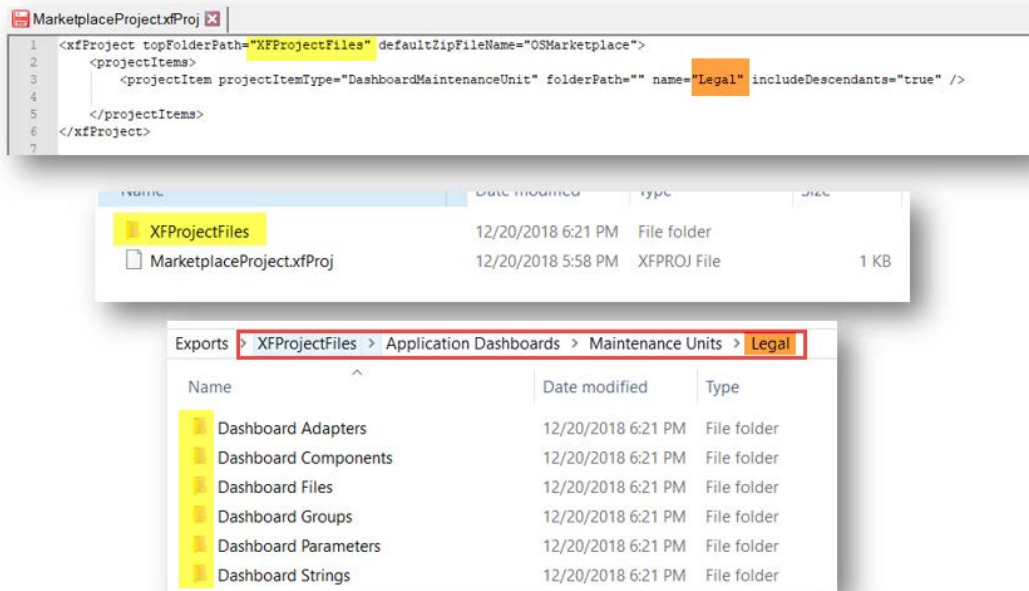 MarketplaceProject.xfProj
1 <xfProject topFolderPath="XFProjectFiles" defaultZipFileName="OSMarketplace">
2 <projectItems>
3 <projectItem projectItemType="DashboardMaintenanceUnit" folderPath="" name="Legal" includeDescendants="true" />
4
5 </projectItems>
6 </xfProject>
7
Name Date modified Type Size
XFProjectFiles 12/20/2018 6:21 PM File folder
MarketplaceProject.xfProj 12/20/2018 5:58 PM XFPROJ File 1 KB
Exports > XFProjectFiles > Application Dashboards > Maintenance Units > Legal
Name Date modified Type
Dashboard Adapters 12/20/2018 6:21 PM File folder
Dashboard Components 12/20/2018 6:21 PM File folder
Dashboard Files 12/20/2018 6:21 PM File folder
Dashboard Groups 12/20/2018 6:21 PM File folder
Dashboard Parameters 12/20/2018 6:21 PM File folder
Dashboard Strings 12/20/2018 6:21 PM File folder